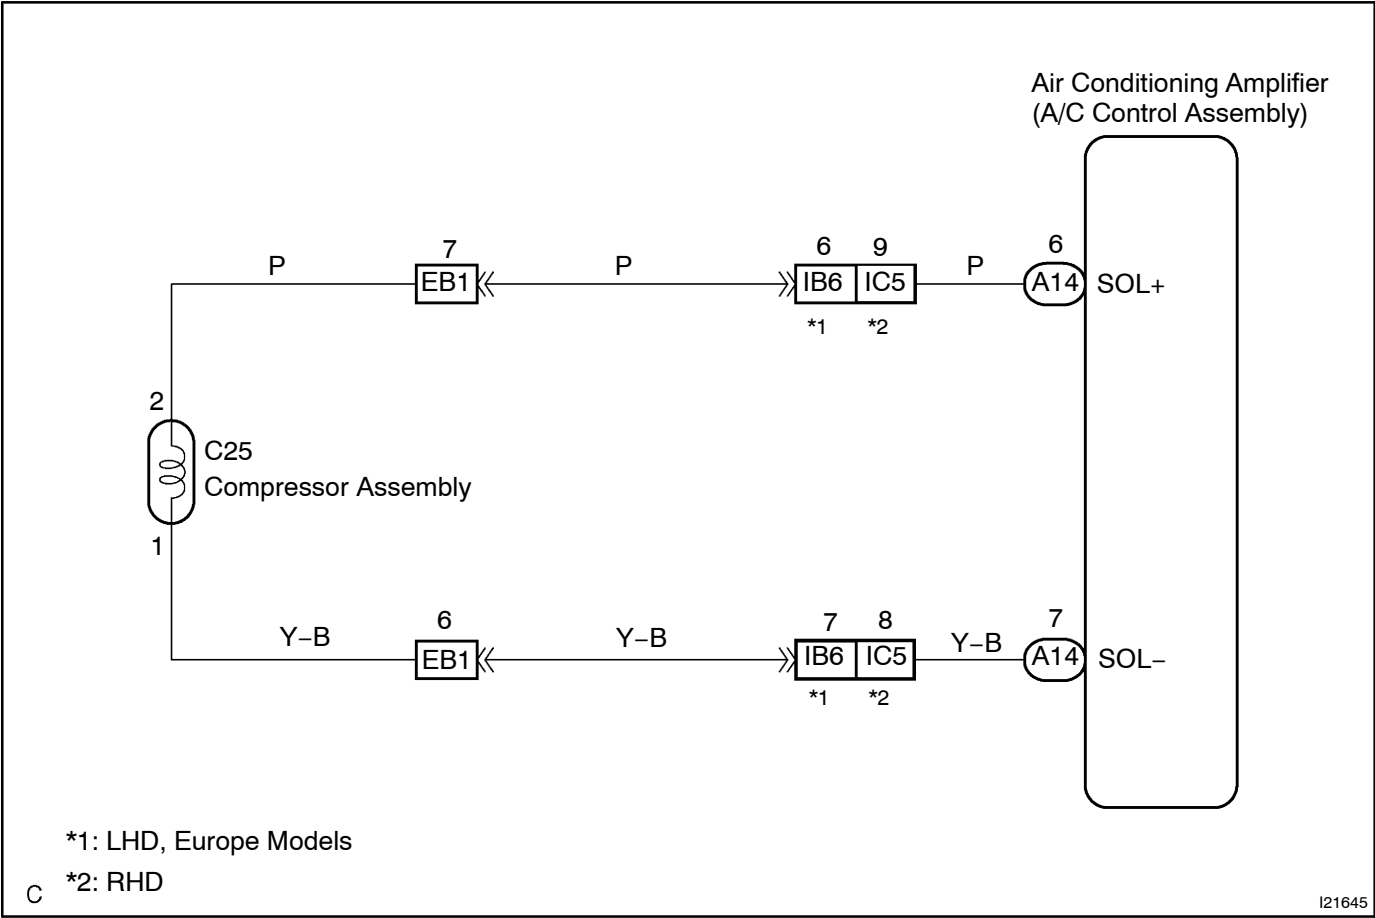 Air Conditioning Amplifier
(A/C Control Assembly)
P
7
EB1
P
6
9
IB6
IC5
*1
*2
P
6
A14
SOL+
2
C25
Compressor Assembly
1
Y−B
6
EB1
Y−B
7
8
IB6
IC5
*1
*2
Y−B
7
A14
SOL−
*1: LHD, Europe Models
*2: RHD
C
I21645